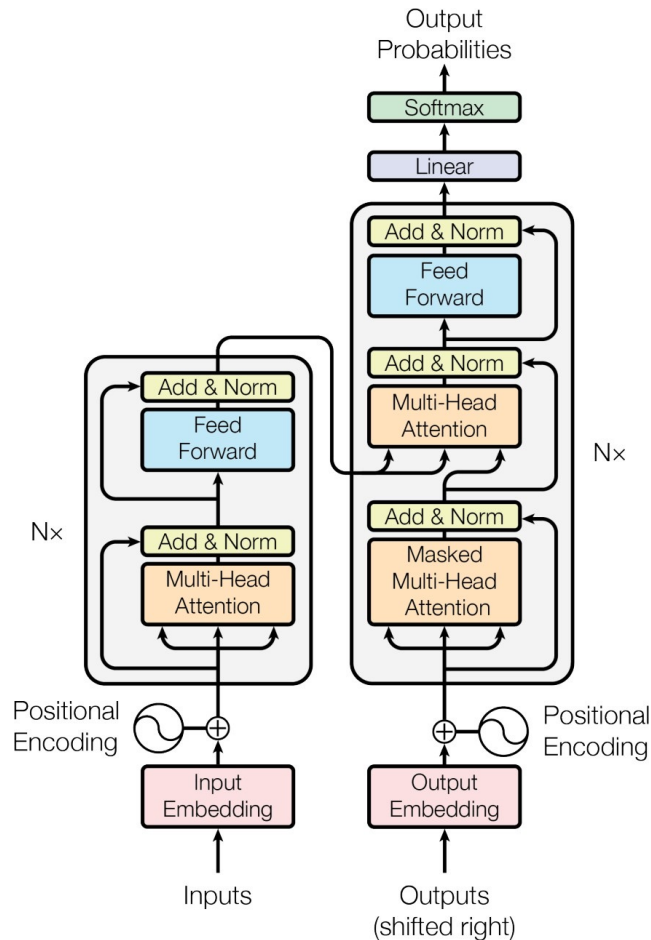 Output
Probabilities
Softmax
Linear
Add & Norm
Feed
Forward
Add & Norm
Multi-Head
Attention
Add & Norm
Masked
Multi-Head
Attention
N×
Add & Norm
Feed
Forward
Add & Norm
Multi-Head
Attention
N×
Positional
Encoding
Positional
Encoding
Input
Embedding
Output
Embedding
Inputs
Outputs
(shifted right)